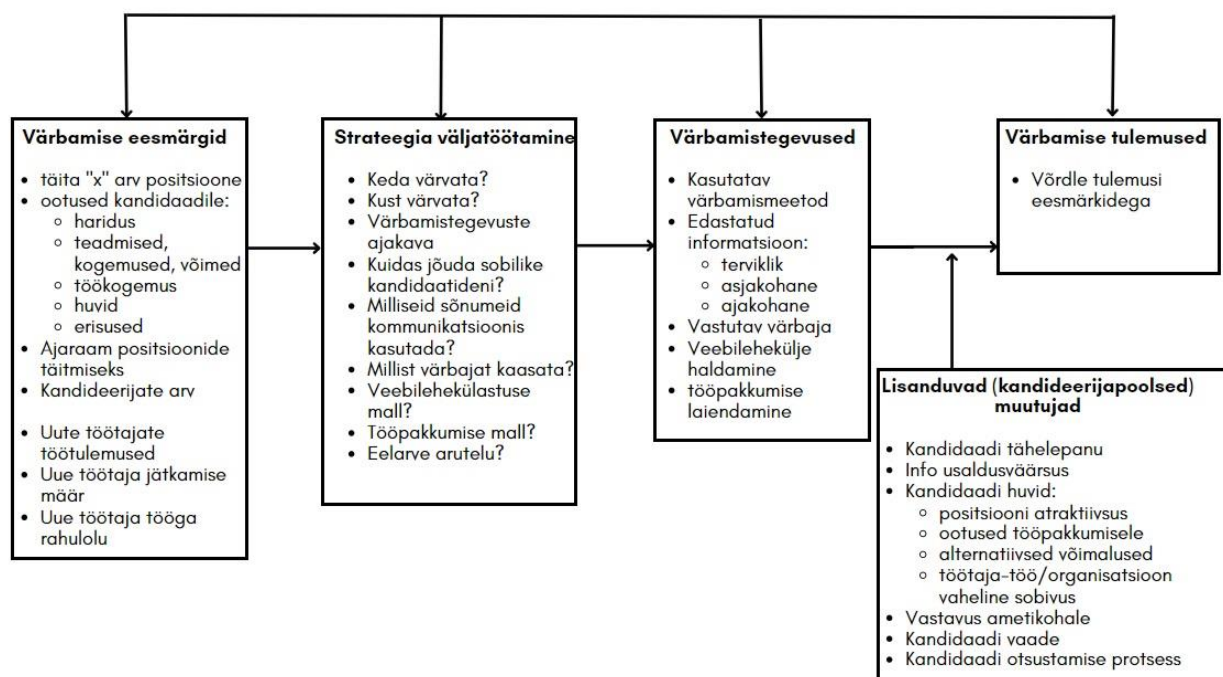 Värbamise eesmärgid
täita "x" arv positsioone
ootused kandidaadile:
haridus
teadmised,
kogemused, võimed
töökogemus
huvid
erisused
Ajaraam positsioonide
täitmiseks
Kandideerijate arv
Uute töötajate
töötulemused
Uue töötaja jätkamise
määr
Uue töötaja tööga
rahulolu
Strateegia väljatöötamine
Keda värvata?
Kust värvata?
Värbamistegevuste
ajakava
Kuidas jõuda sobilike
kandidaatideni?
Milliseid sõnumeid
kommunikatsioonis
kasutada?
Millist värbajat kaasata?
Veebilehekülastuse
mall?
Tööpakkumise mall?
Eelarve arutelu?
Värbamistegevused
Kasutatav
värbamismeetod
Edastatud
informatsioon:
terviklik
asjakohane
ajakohane
Vastutav värbaja
Veebilehekülje
haldamine
tööpakkumise
laiendamine
Värbamise tulemused
Võrdle tulemusi
eesmärkidega
Lisanduvad (kandideerijapoolsed)
muutujad
Kandidaadi tähelepanu
Info usaldusväärsus
Kandidaadi huvid:
positsiooni atraktiivsus
ootused tööpakkumisele
alternatiivsed võimalused
töötaja-töö/organisatsioon
vaheline sobivus
Vastavus ametikohale
Kandidaadi vaade
Kandidaadi otsustamise protsess